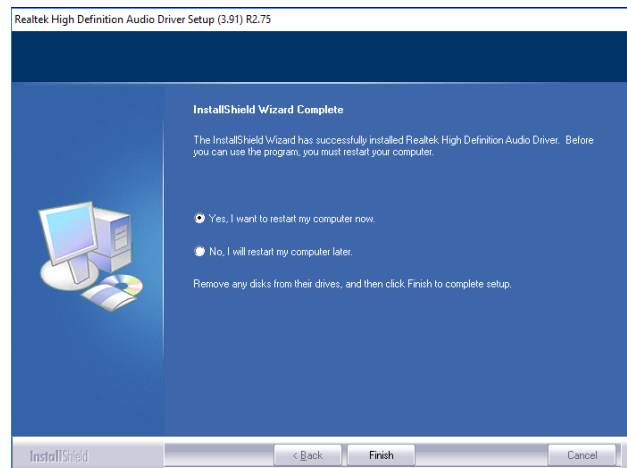 Realtek High Definition Audio Driver Setup (3.91) R2.75
InstallShield Wizard Complete
The InstallShield Wizard has successfully installed Realtek High Definition Audio Driver.  Before
you can use the program, you must restart your computer.
Yes, I want to restart my computer now.
No, I will restart my computer later.
Remove any disks from their drives, and then click Finish to complete setup.
InstallShield
< Back
Finish
Cancel